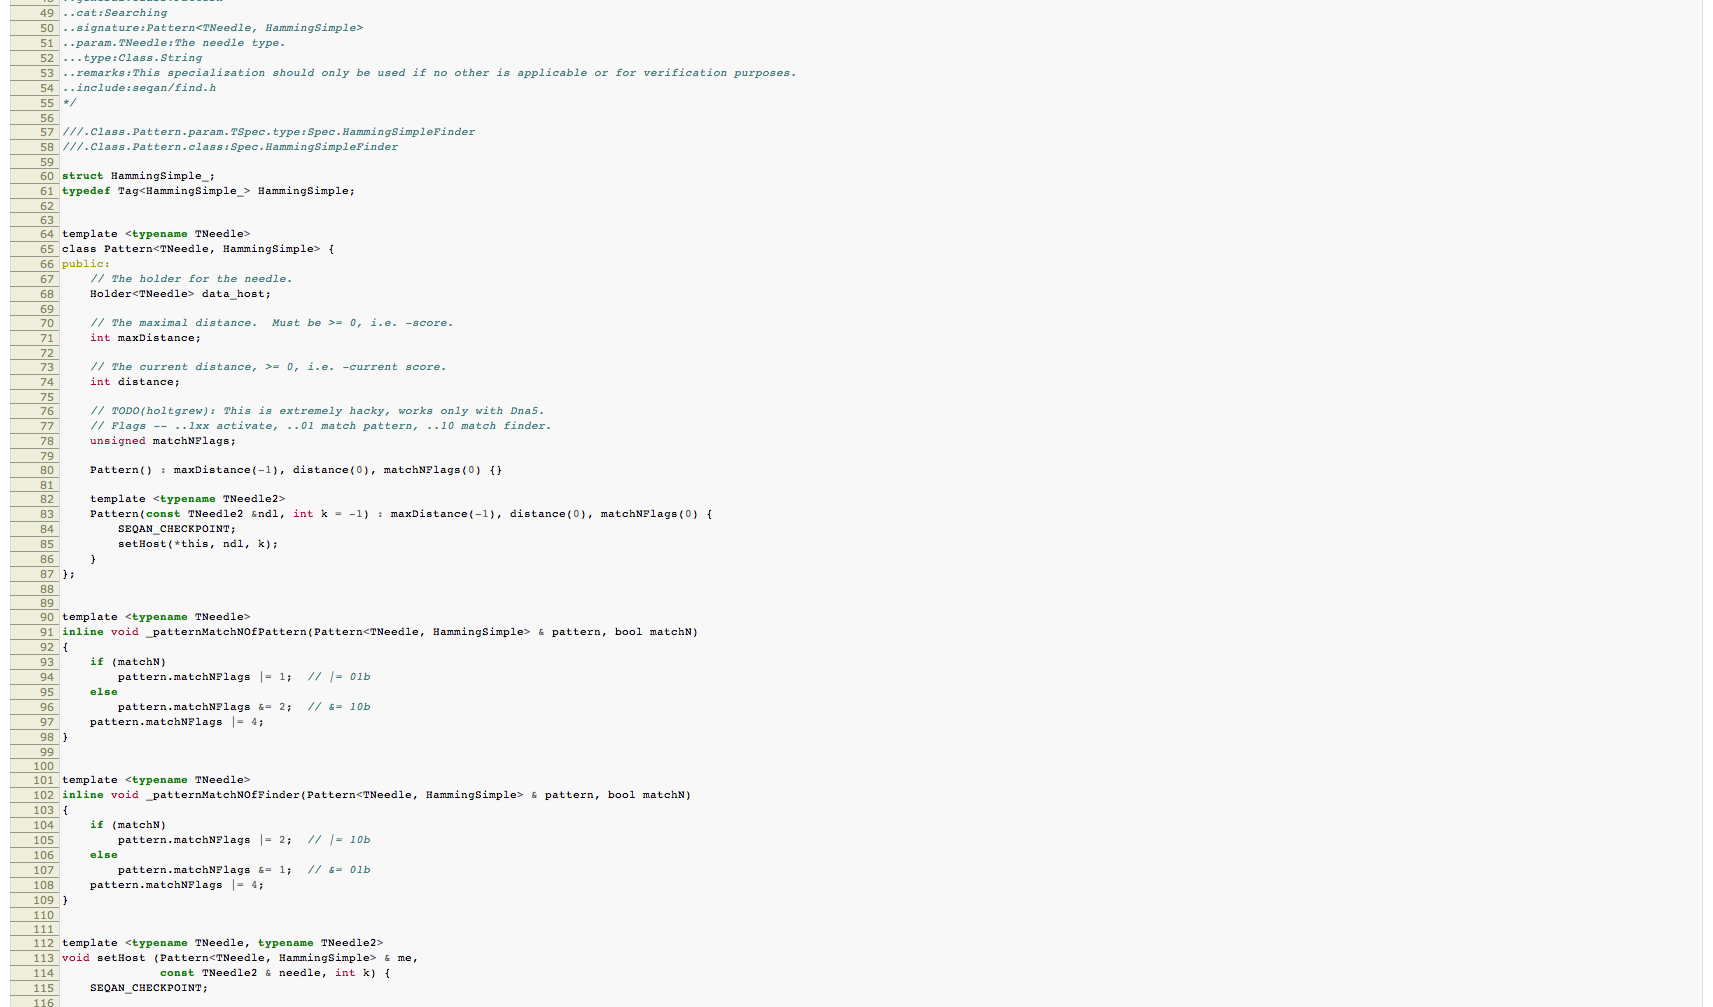 49 ..cat:Searching
50 ..signature:Pattern<TNeedle, HammingSimple>
51 ..param.TNeedle:The needle type.
52 ...type:Class.String
53 ..remarks:This specialization should only be used if no other is applicable or for verification purposes.
54 ..include:seqan/find.h
55 */
56
57 ///.Class.Pattern.param.TSpec.type:Spec.HammingSimpleFinder
58 ///.Class.Pattern.class:Spec.HammingSimpleFinder
59
60 struct HammingSimple_;
61 typedef Tag<HammingSimple_> HammingSimple;
62
63
64 template <typename TNeedle>
65 class Pattern<TNeedle, HammingSimple> {
66 public:
67     // The holder for the needle.
68     Holder<TNeedle> data_host;
69
70     // The maximal distance.  Must be >= 0, i.e. -score.
71     int maxDistance;
72
73     // The current distance, >= 0, i.e. -current score.
74     int distance;
75
76     // TODO(holtgrew): This is extremely hacky, works only with Dna5.
77     // Flags -- ..1xx activate, ..01 match pattern, ..10 match finder.
78     unsigned matchNFlags;
79
80     Pattern() : maxDistance(-1), distance(0), matchNFlags(0) {}
81
82     template <typename TNeedle2>
83     Pattern(const TNeedle2 &ndl, int k = -1) : maxDistance(-1), distance(0), matchNFlags(0) {
84         SEQAN_CHECKPOINT;
85         setHost(*this, ndl, k);
86     }
87 };
88
89
90 template <typename TNeedle>
91 inline void _patternMatchNOfPattern(Pattern<TNeedle, HammingSimple> & pattern, bool matchN)
92 {
93     if (matchN)
94         pattern.matchNFlags |= 1;  // |= 01b
95     else
96         pattern.matchNFlags &= 2;  // &= 10b
97     pattern.matchNFlags |= 4;
98 }
99
100
101 template <typename TNeedle>
102 inline void _patternMatchNOfFinder(Pattern<TNeedle, HammingSimple> & pattern, bool matchN)
103 {
104     if (matchN)
105         pattern.matchNFlags |= 2;  // |= 10b
106     else
107         pattern.matchNFlags &= 1;  // &= 01b
108     pattern.matchNFlags |= 4;
109 }
110
111
112 template <typename TNeedle, typename TNeedle2>
113 void setHost (Pattern<TNeedle, HammingSimple> & me,
114               const TNeedle2 & needle, int k) {
115     SEQAN_CHECKPOINT;
116